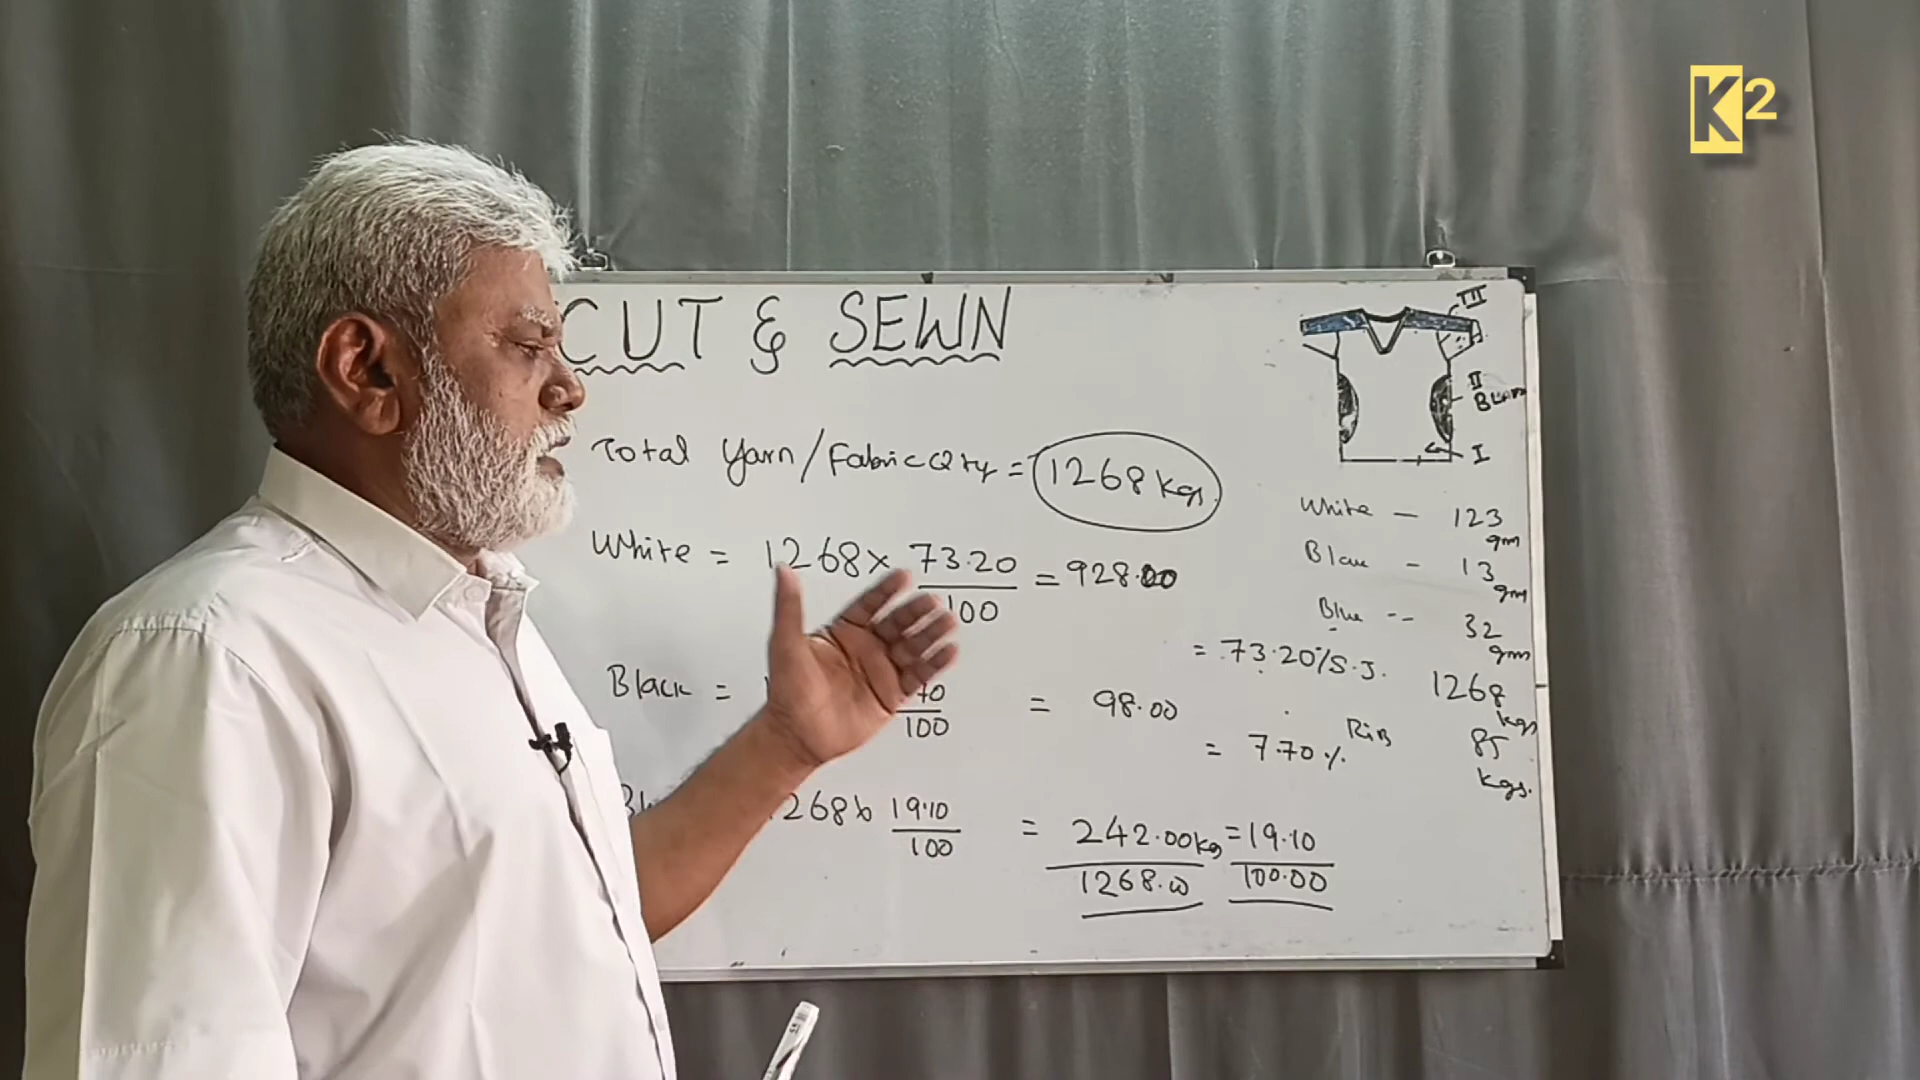 K2
CUT & SEWN
Total Yarn/Fabric Qty = 1268 kgs
White = 1268 x 73.20/100 = 928.00
= 73.20% S.J.
Black = 70/100 = 98.00
= 7.70% Rib
1268 x 19.10/100 = 242.00 kg = 19.10
1268.00 100.00
III
II
I
White - 123 gm
- 13 gm
Blue -- 32 gm
1268 kgs
85 kgs.